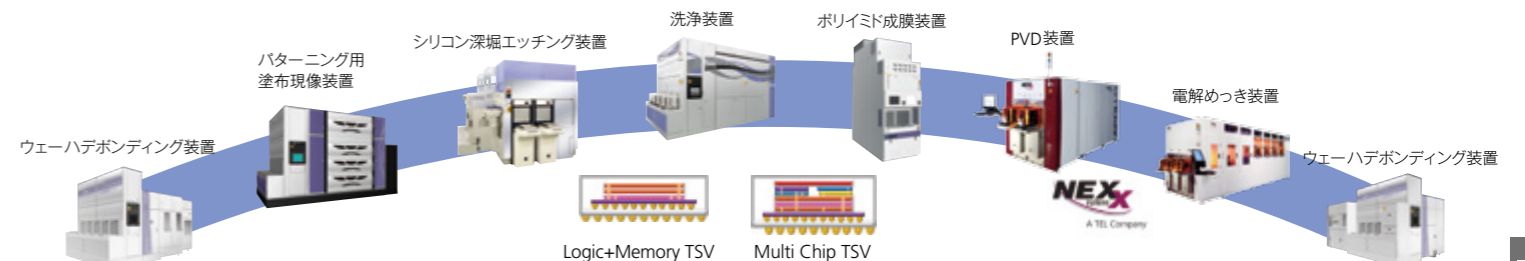 ウェーハデボンディング装置
パターニング用
塗布現像装置
シリコン深堀エッチング装置
洗浄装置
ポリイミド成膜装置
PVD装置
電解めっき装置
ウェーハデボンディング装置
Logic+Memory TSV
Multi Chip TSV
NEXX
A TEL Company